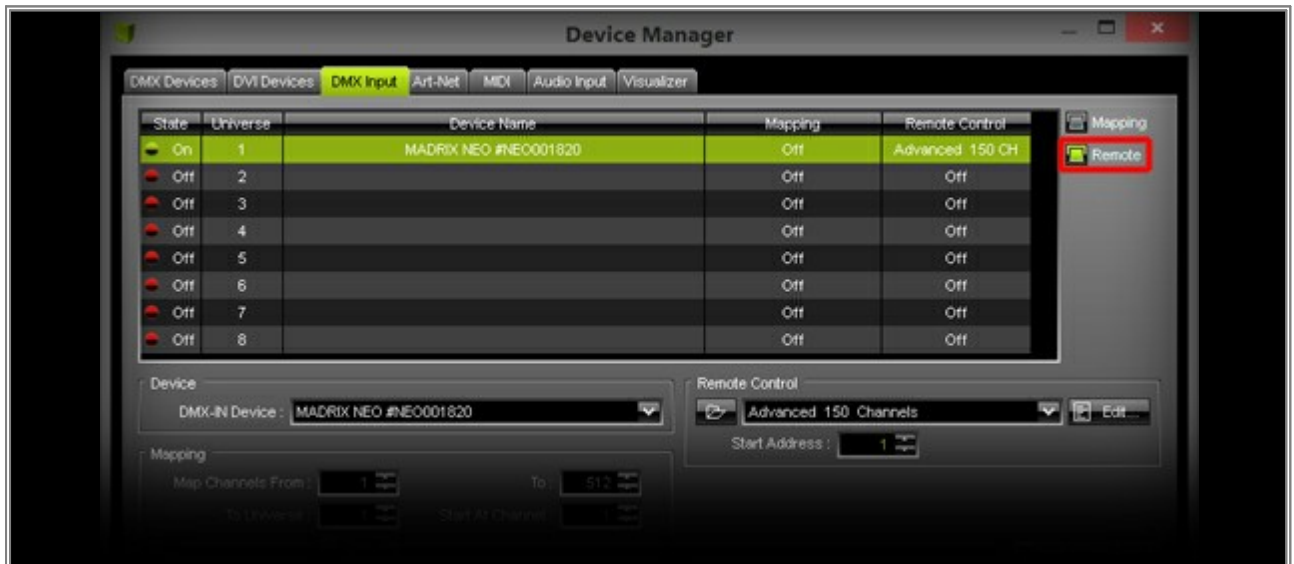 Device Manager
DMX Devices DVI Devices DMX Input Art-Net MIDI Audio Input Visualizer
State Universe Device Name Mapping Remote Control Mapping
On 1 MADRIX NEO #NEO001820 Off Advanced 150 CH Remote
Off 2 Off Off
Off 3 Off Off
Off 4 Off Off
Off 5 Off Off
Off 6 Off Off
Off 7 Off Off
Off 8 Off Off
Device Remote Control
DMX-IN Device : MADRIX NEO #NEO001820 Advanced 150 Channels Edit...
Start Address : 1
Mapping
Map Channels From : 1 To : 512
To Universe : 1 Start At Channel : 1